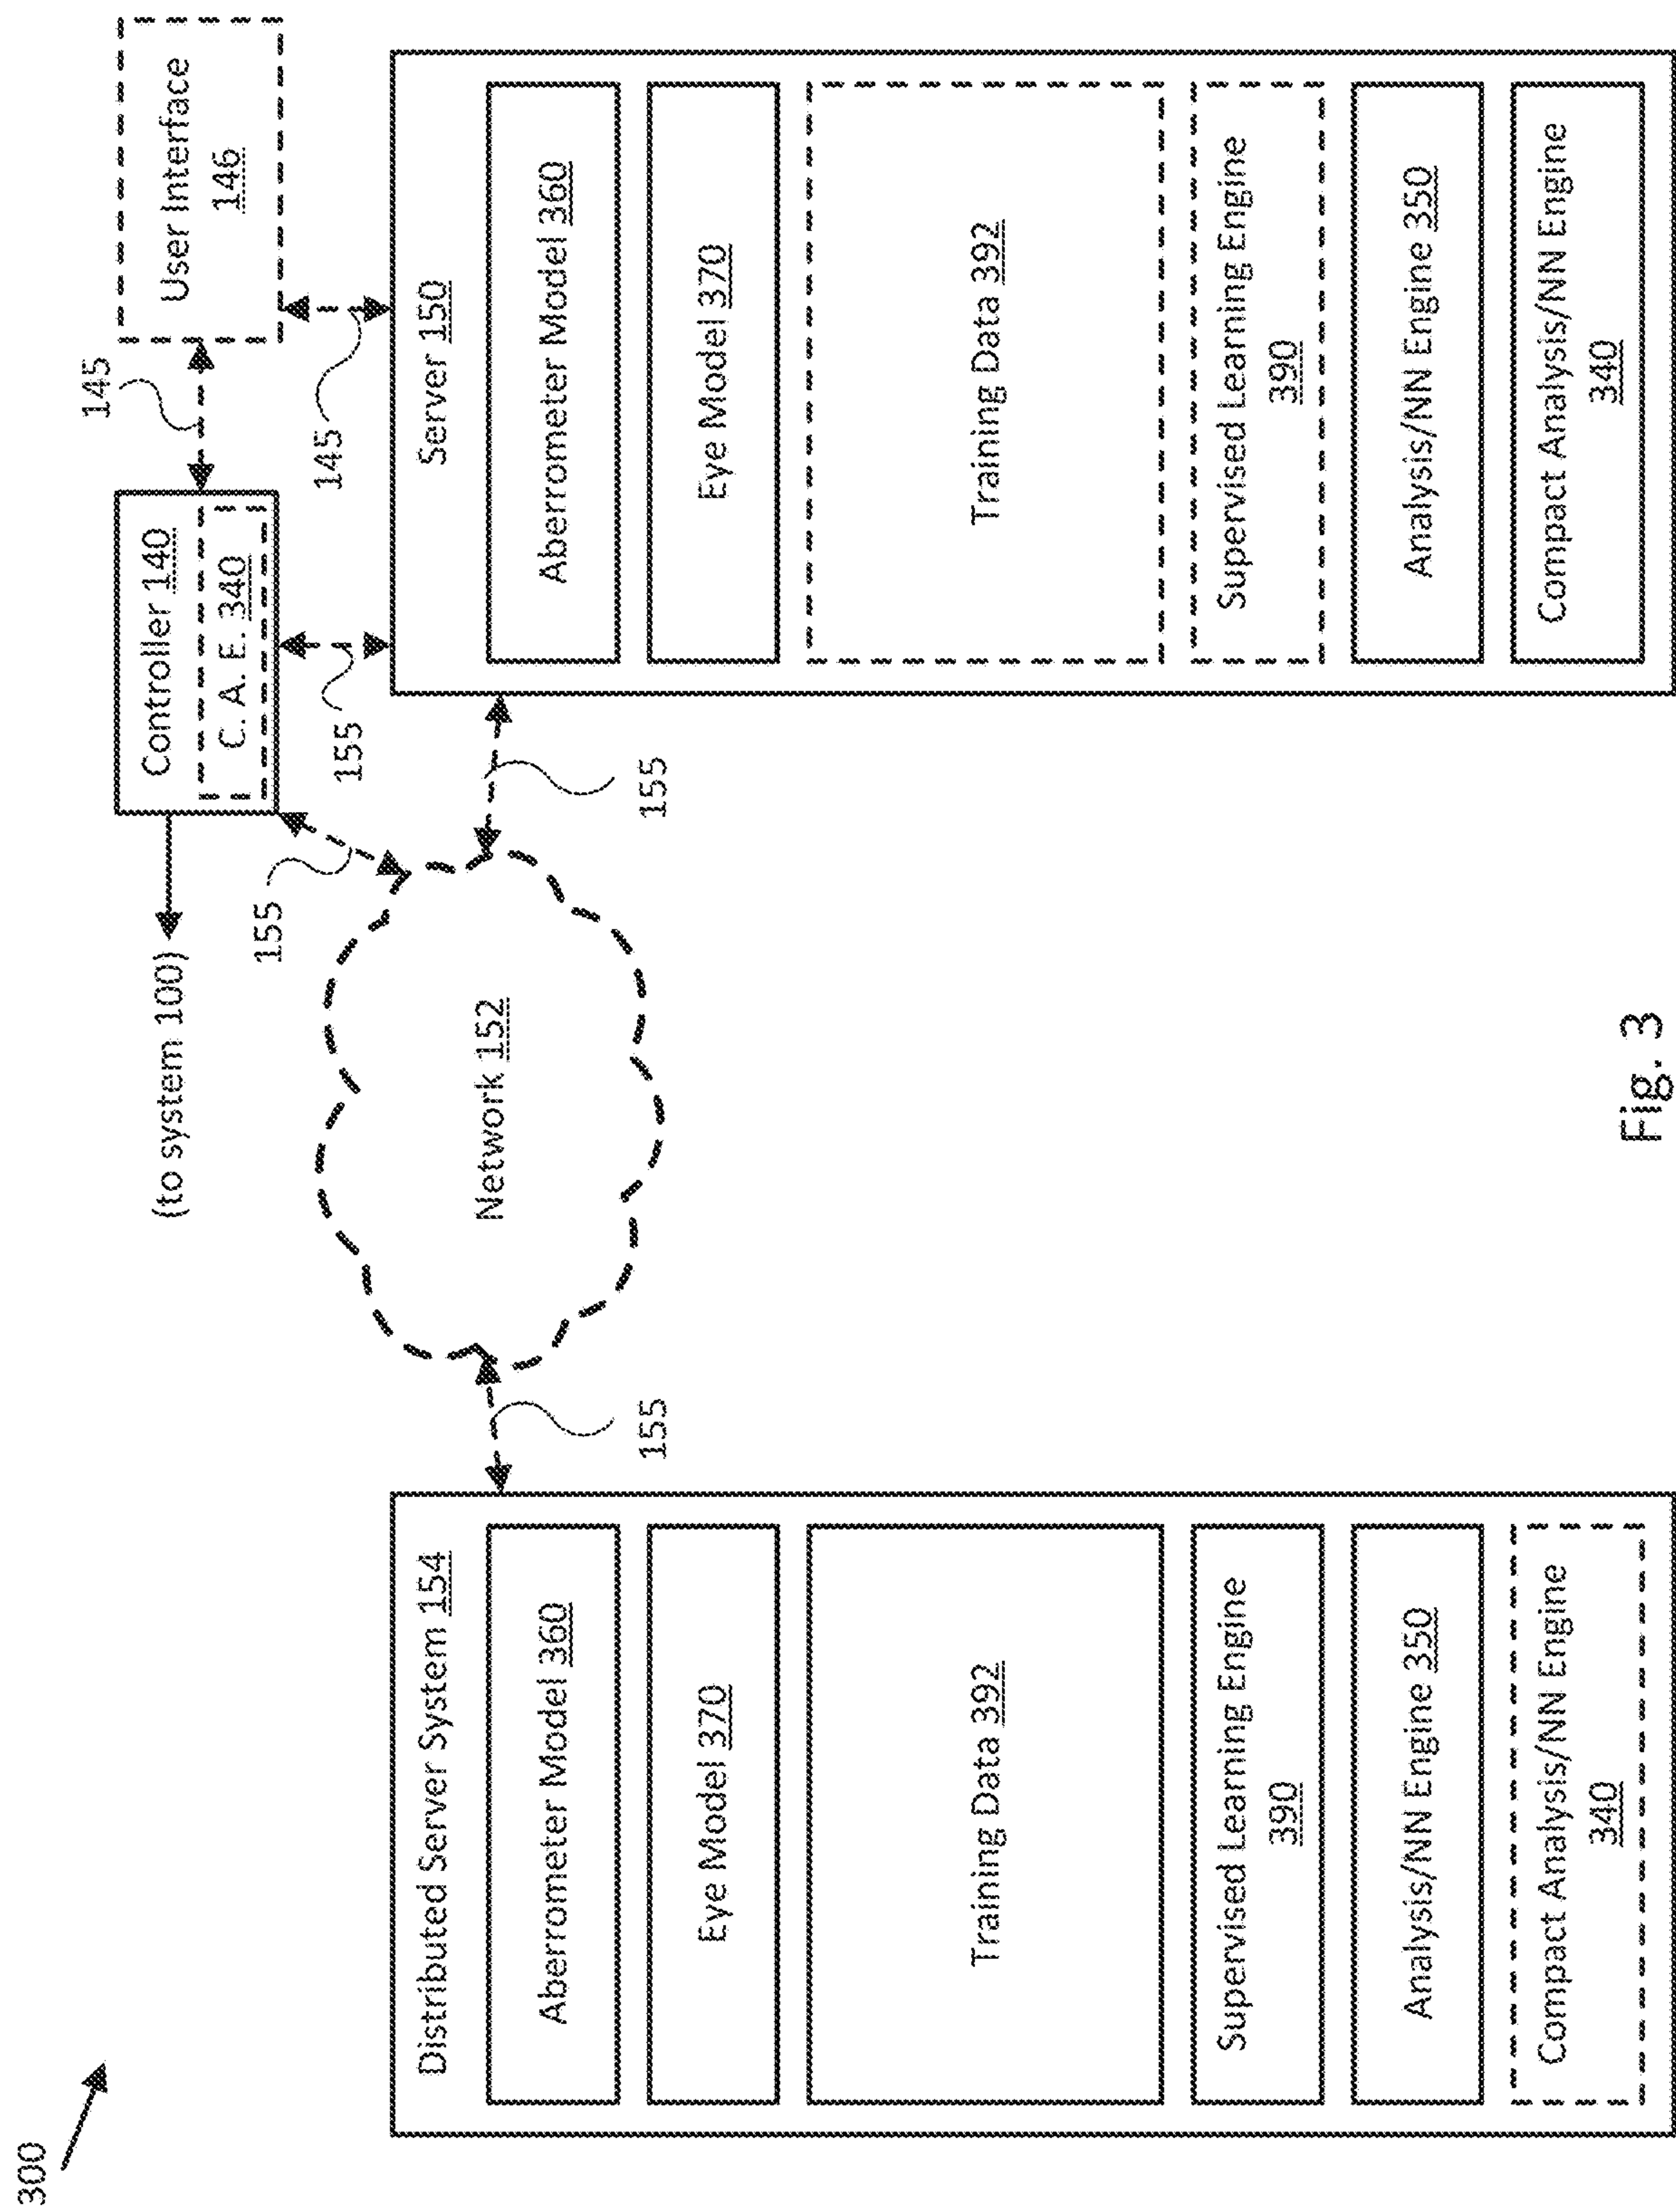 300
(to system 100)
Controller 140
C. A. E. 340
145
User Interface
146
155
155
145
Network 152
155
155
Distributed Server System 154
Aberrometer Model 360
Eye Model 370
Training Data 392
Supervised Learning Engine
390
Analysis/NN Engine 350
Compact Analysis/NN Engine
340
Server 150
Aberrometer Model 360
Eye Model 370
Training Data 392
Supervised Learning Engine
390
Analysis/NN Engine 350
Compact Analysis/NN Engine
340
Fig. 3